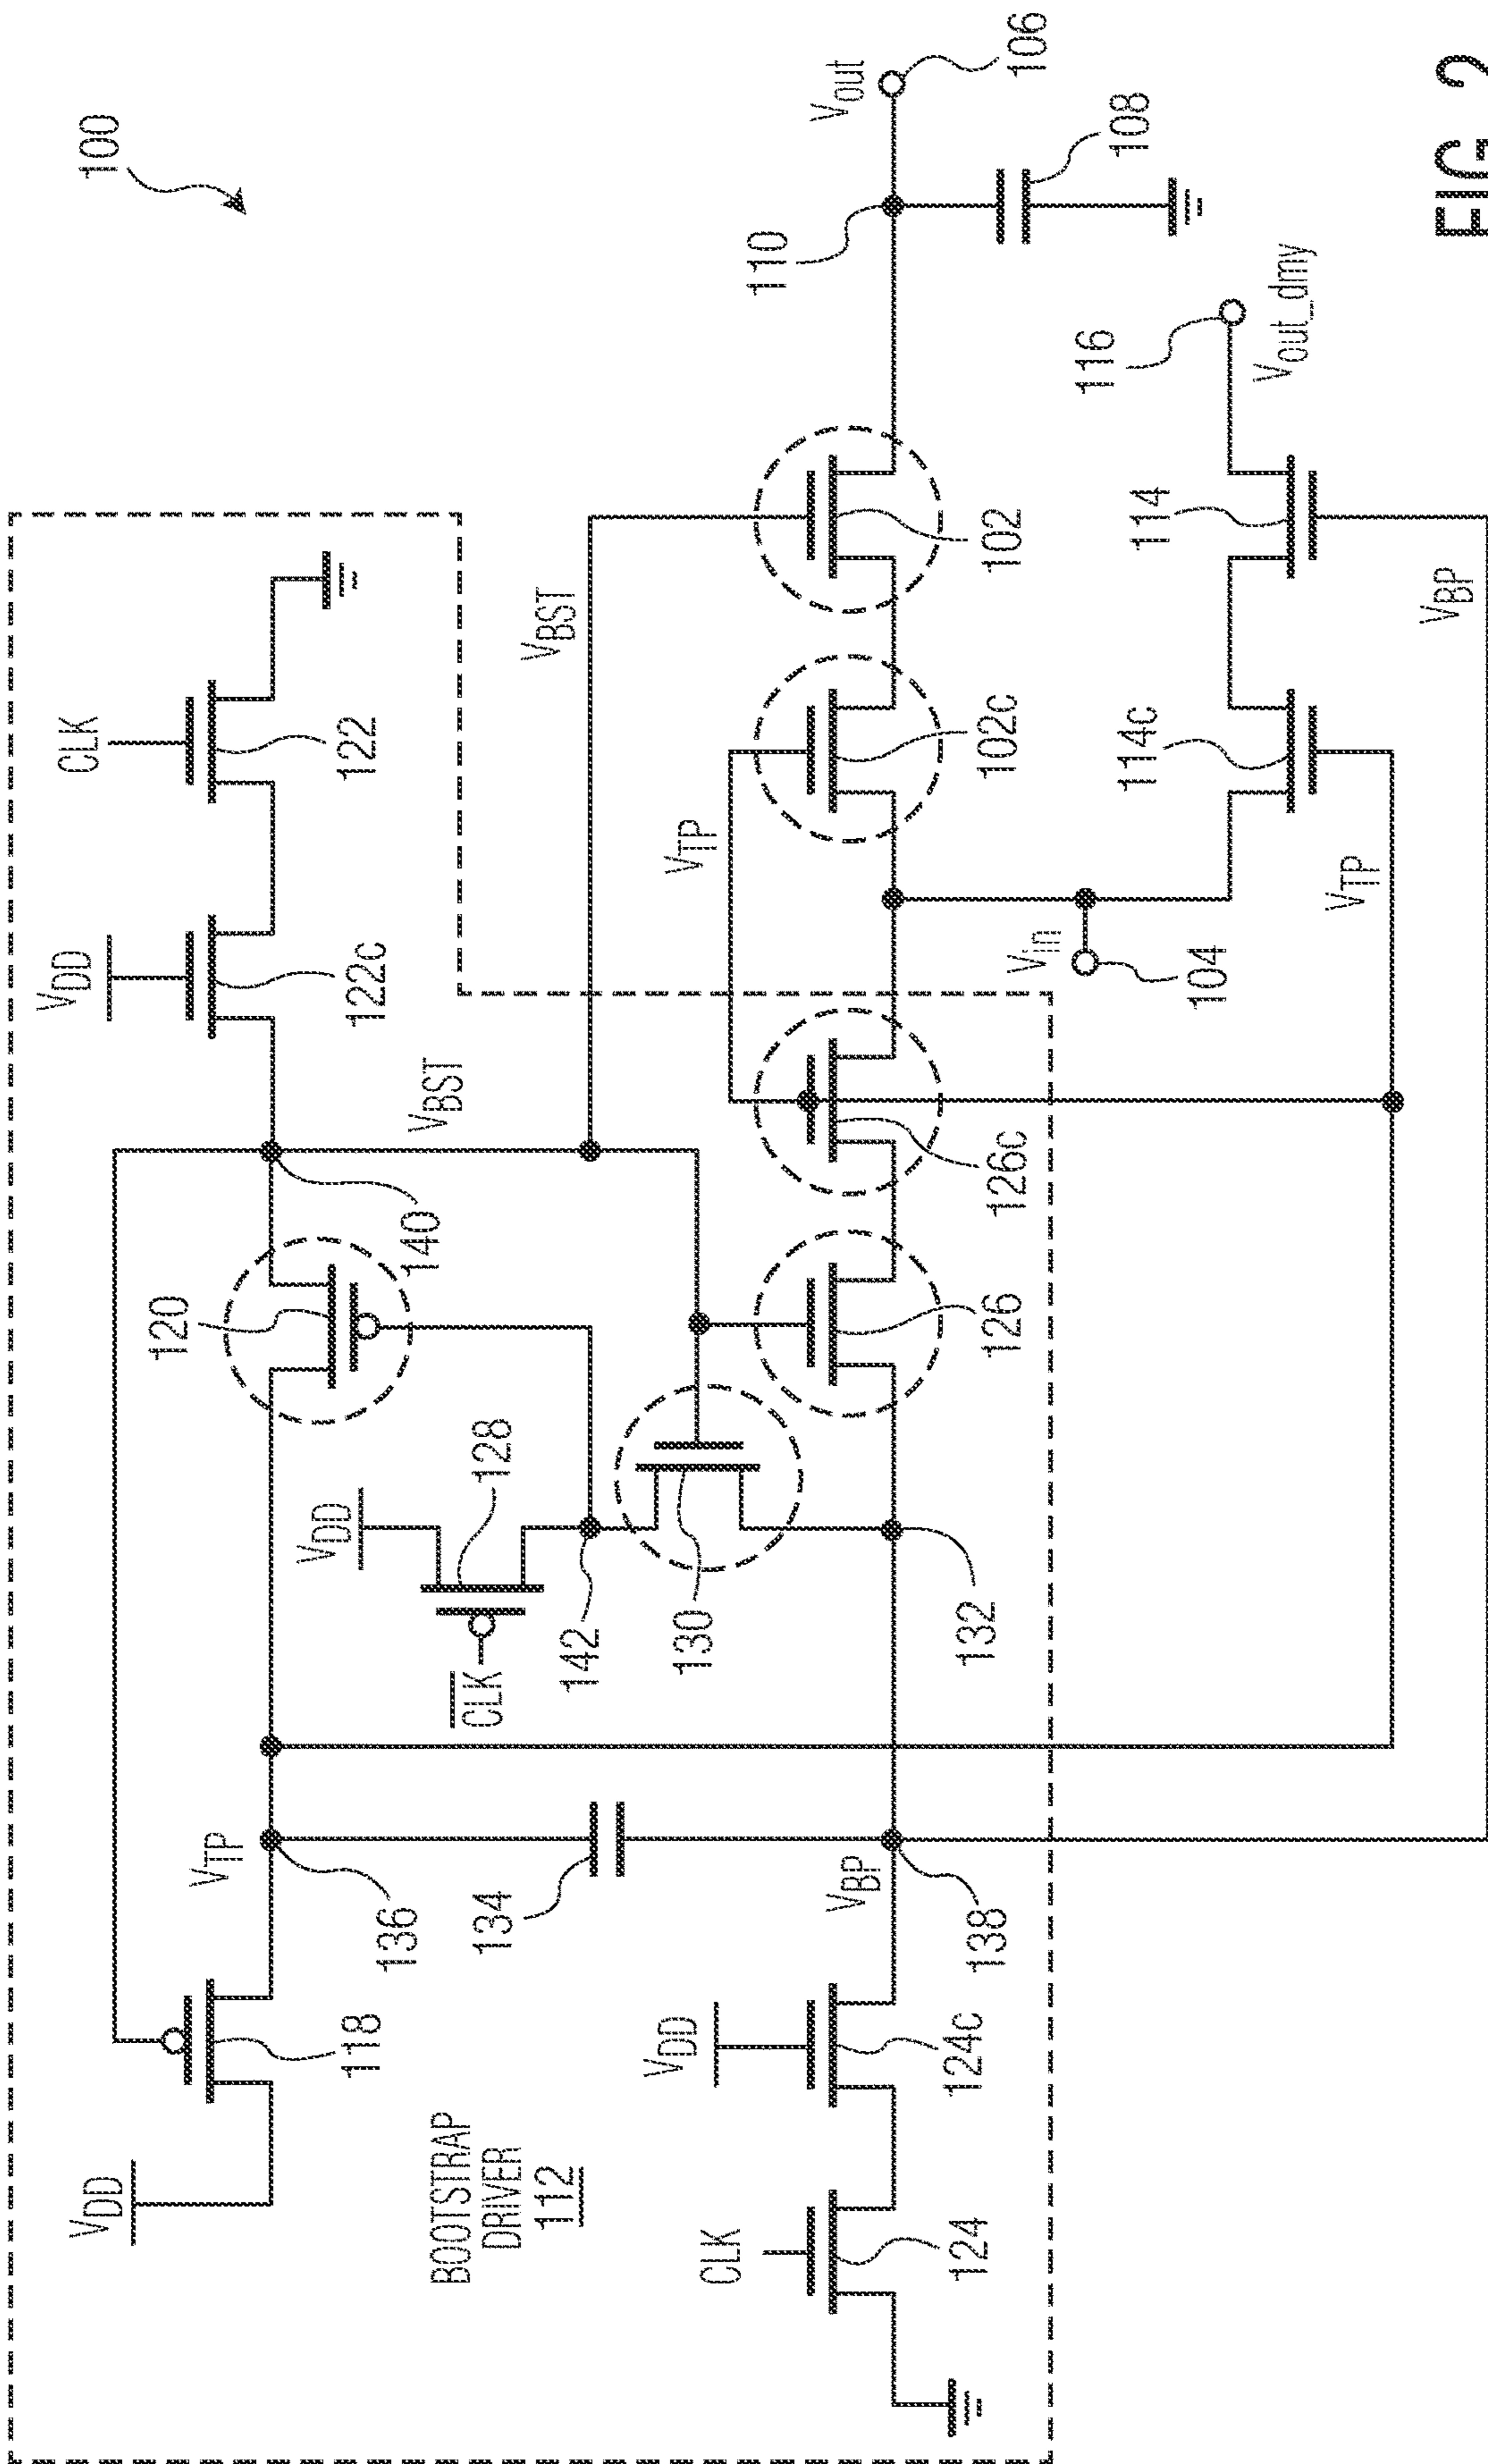 100
V_DD
CLK
V_DD
120
V_TP
V_DD
118
122c
122
136
140
V_BST
BOOTSTRAP
DRIVER
112
C̅L̅K̅
128
134
V_BST
142
V_DD
130
V_TP
CLK
110
V_out
V_BP
124
124c
138
132
126
126c
102c
102
106
V_in
108
116
114c
114
104
V_out_dmy
V_TP
V_BP
FIG 2